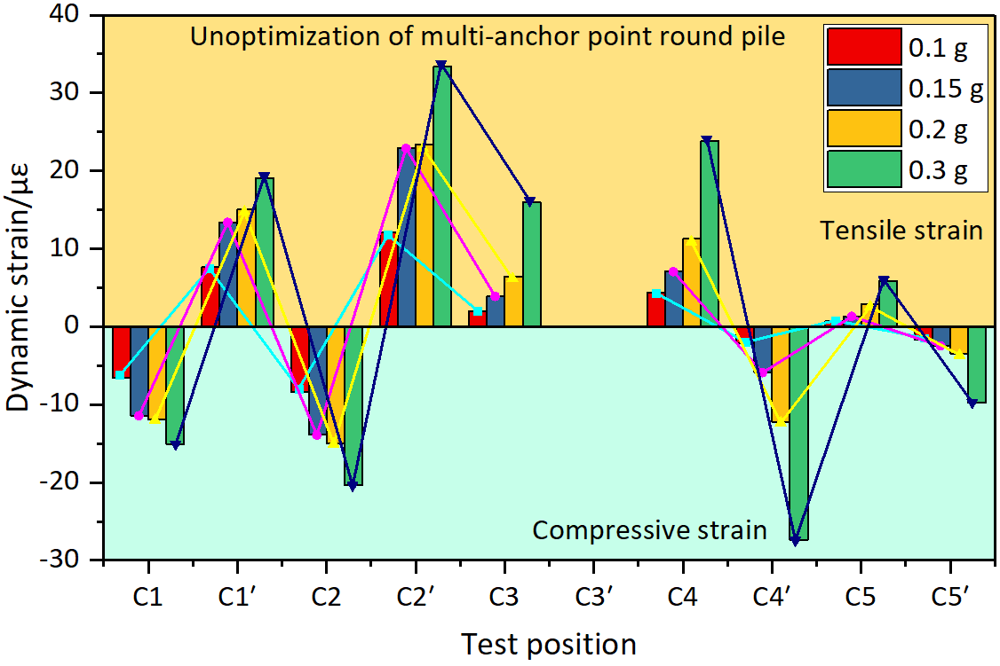 Unoptimization of multi-anchor point round pile
0.1 g
0.15 g
0.2 g
0.3 g
Tensile strain
Compressive strain
Dynamic strain/με
40
30
20
10
0
-10
-20
-30
C1 C1′ C2 C2′ C3 C3′ C4 C4′ C5 C5′
Test position